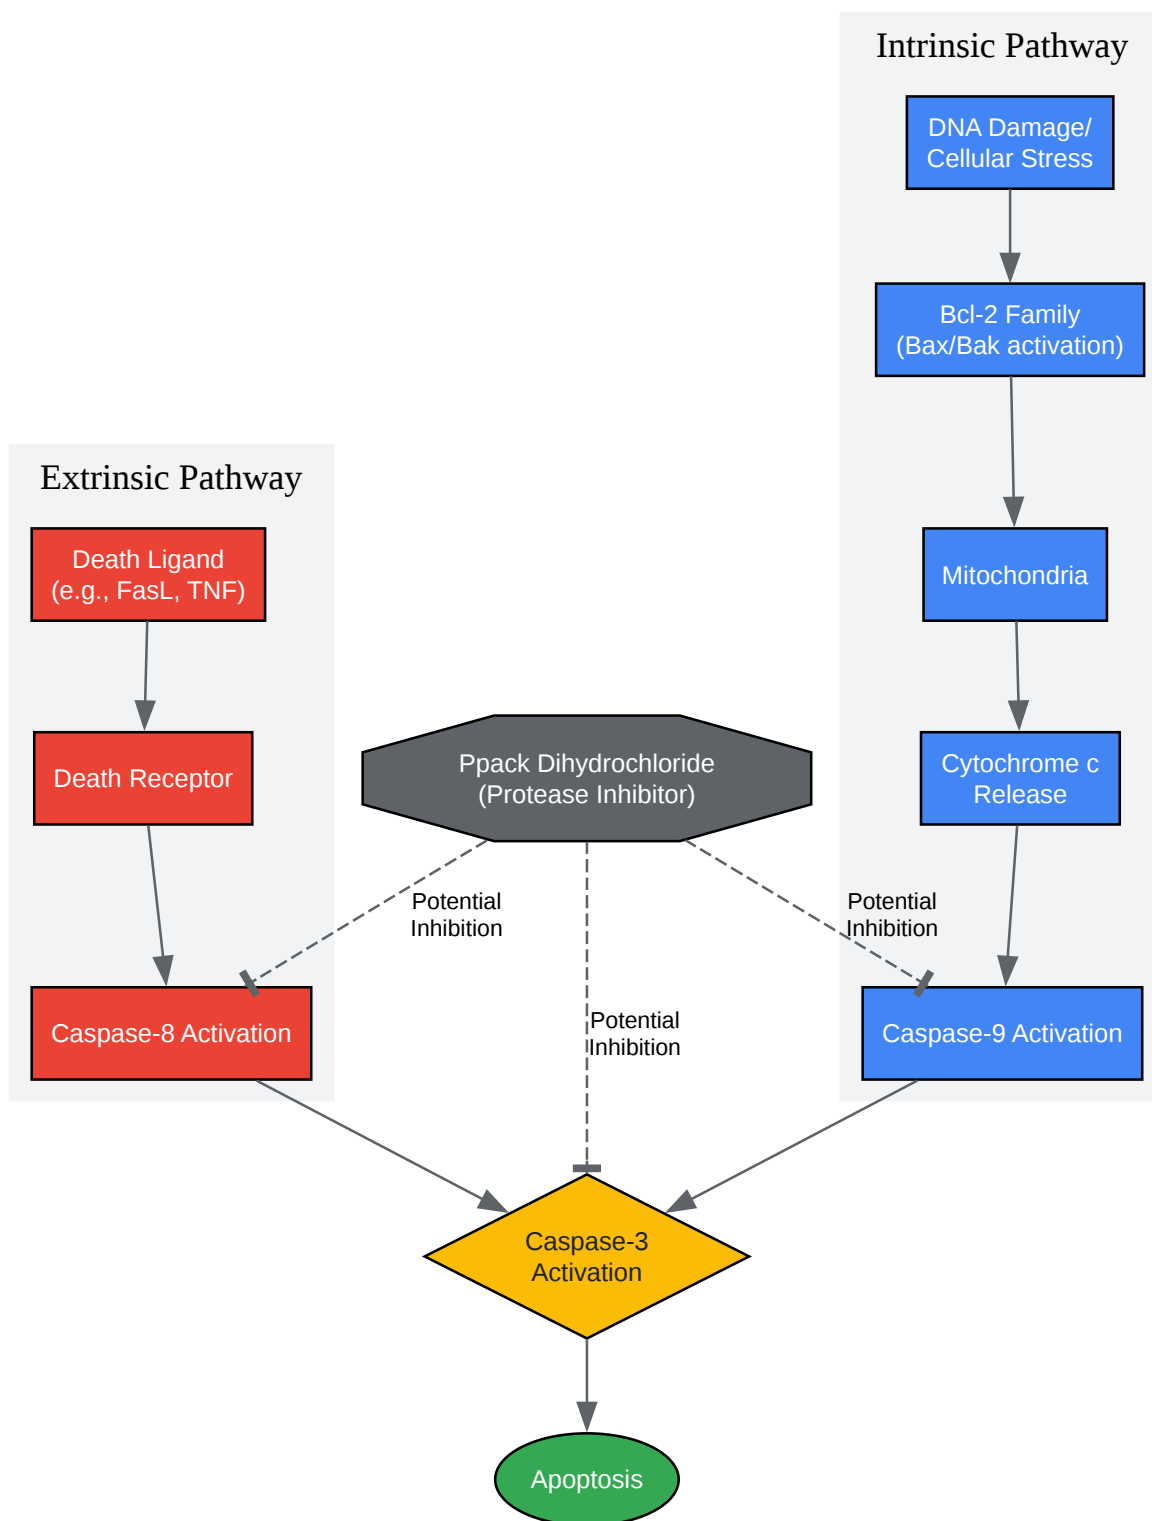 Intrinsic Pathway
DNA Damage/
Cellular Stress
Bcl-2 Family
(Bax/Bak activation)
Mitochondria
Cytochrome c
Release
Caspase-9 Activation
Extrinsic Pathway
Death Ligand
(e.g., FasL, TNF)
Death Receptor
Caspase-8 Activation
Ppack Dihydrochloride
(Protease Inhibitor)
Potential
Inhibition
Potential
Inhibition
Potential
Inhibition
Caspase-3
Activation
Apoptosis